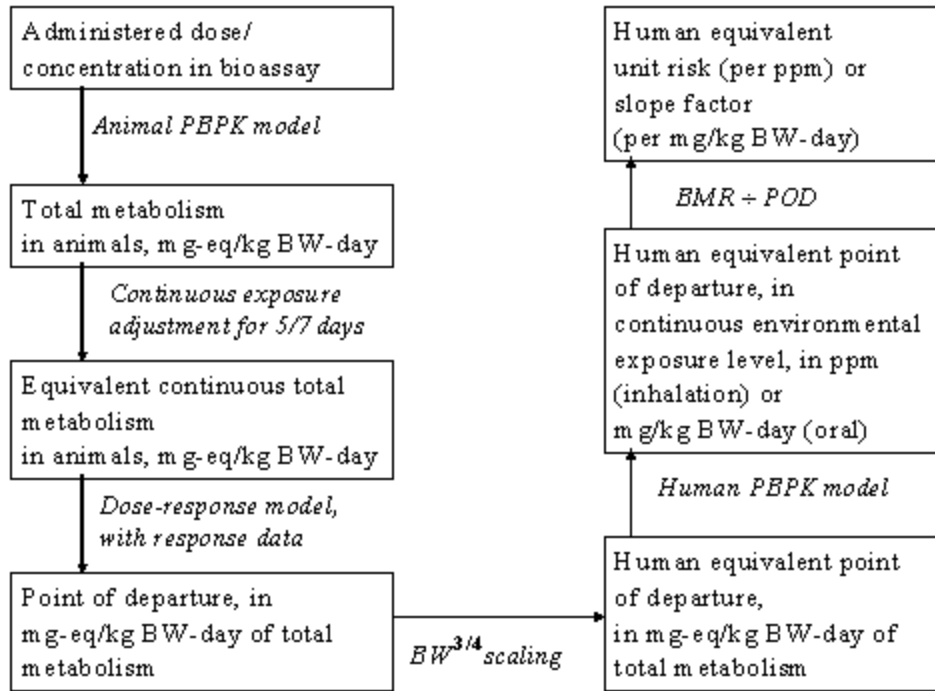 Administered dose/
concentration in bioassay
Animal PBPK model
Total metabolism
in animals, mg-eq/kg BW-day
Continuous exposure
adjustment for 5/7 days
Equivalent continuous total
metabolism
in animals, mg-eq/kg BW-day
Dose-response model,
with response data
Point of departure, in
mg-eq/kg BW-day of total
metabolism
BW³/⁴ scaling
Human equivalent point
of departure,
in mg-eq/kg BW-day of
total metabolism
Human PBPK model
Human equivalent point
of departure, in
continuous environmental
exposure level, in ppm
(inhalation) or
mg/kg BW-day (oral)
BMR ÷ POD
Human equivalent
unit risk (per ppm) or
slope factor
(per mg/kg BW-day)